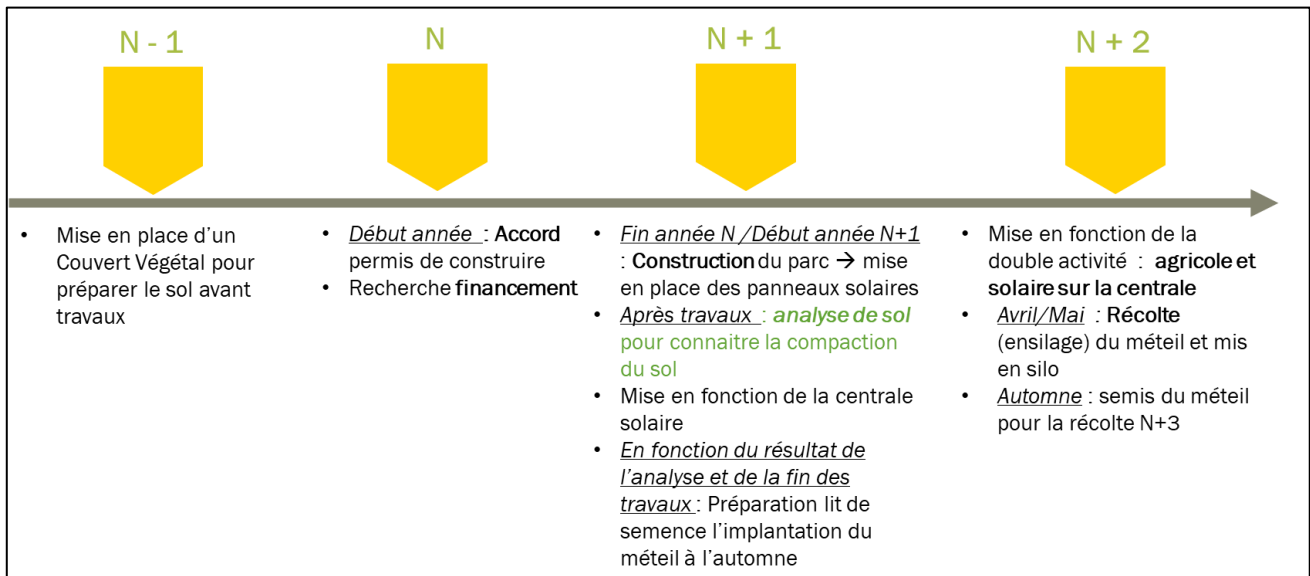 N - 1
N
N + 1
N + 2
• Mise en place d’un
Couvert Végétal pour
préparer le sol avant
travaux
• Début année : Accord
permis de construire
• Recherche financement
• Fin année N /Début année N+1
: Construction du parc → mise
en place des panneaux solaires
• Après travaux : analyse de sol
pour connaitre la compaction
du sol
• Mise en fonction de la centrale
solaire
• En fonction du résultat de
l’analyse et de la fin des
travaux : Préparation lit de
semence l’implantation du
méteil à l’automne
• Mise en fonction de la
double activité : agricole et
solaire sur la centrale
• Avril/Mai : Récolte
(ensilage) du méteil et mis
en silo
• Automne : semis du méteil
pour la récolte N+3